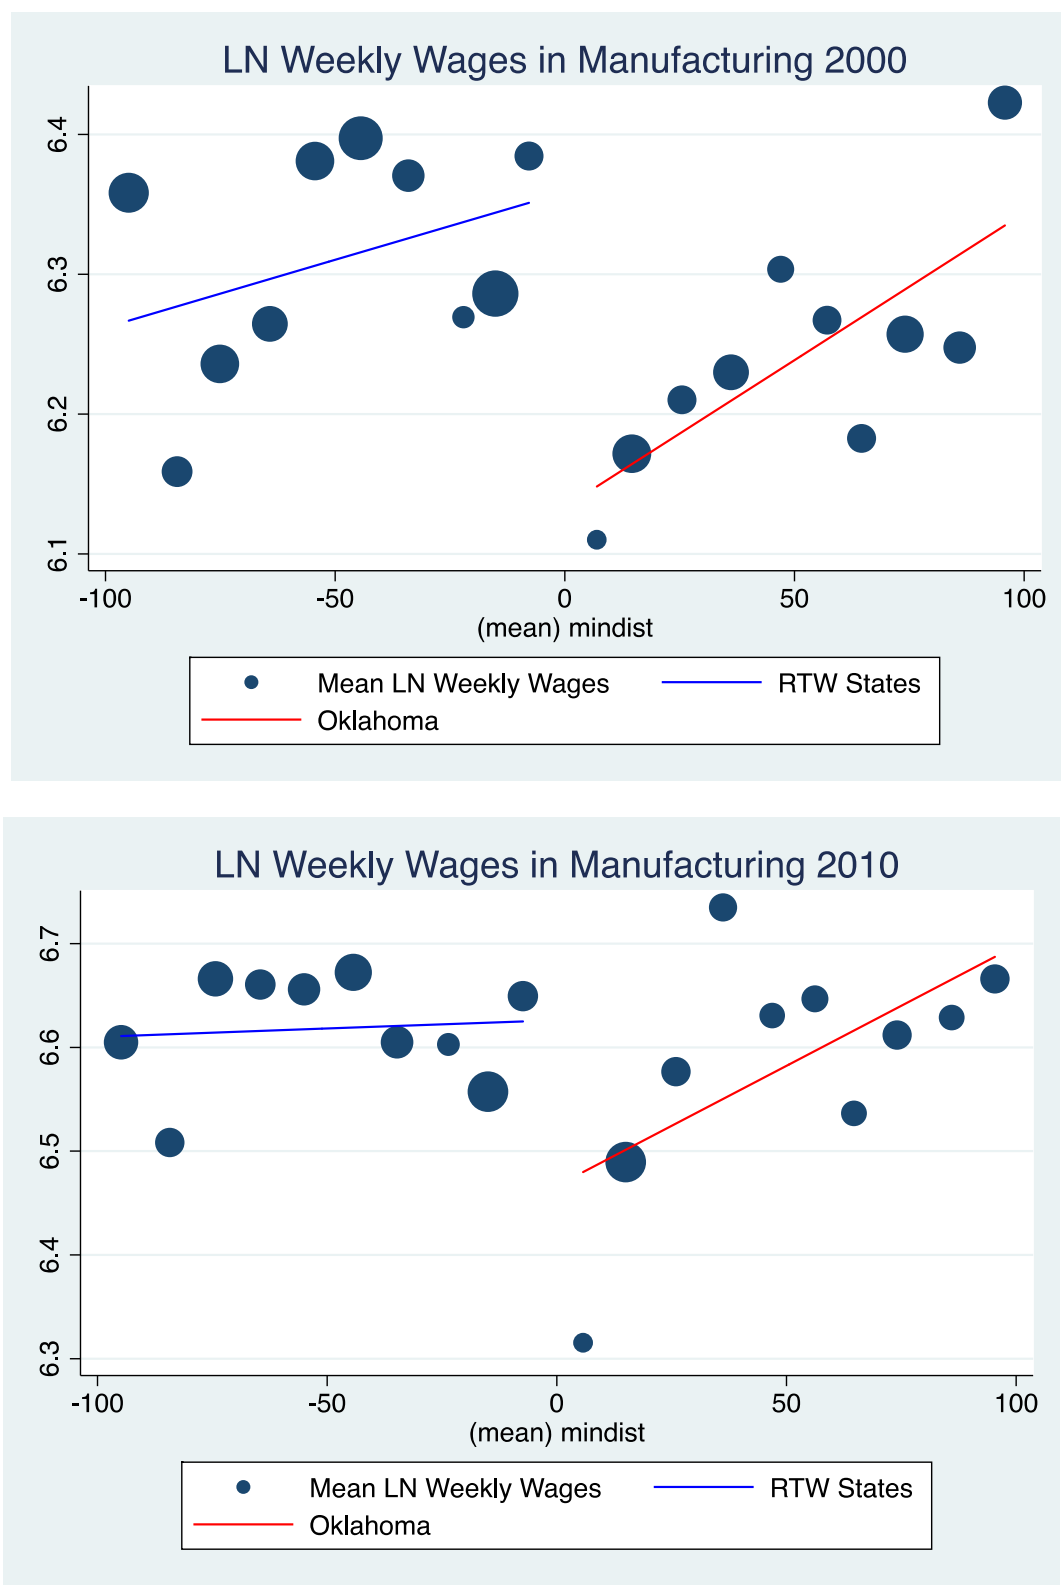 LN Weekly Wages in Manufacturing 2000
6.4
6.3
6.2
6.1
-100 -50 0 50 100
(mean) mindist
Mean LN Weekly Wages RTW States
Oklahoma
LN Weekly Wages in Manufacturing 2010
6.7
6.6
6.5
6.4
6.3
-100 -50 0 50 100
(mean) mindist
Mean LN Weekly Wages RTW States
Oklahoma